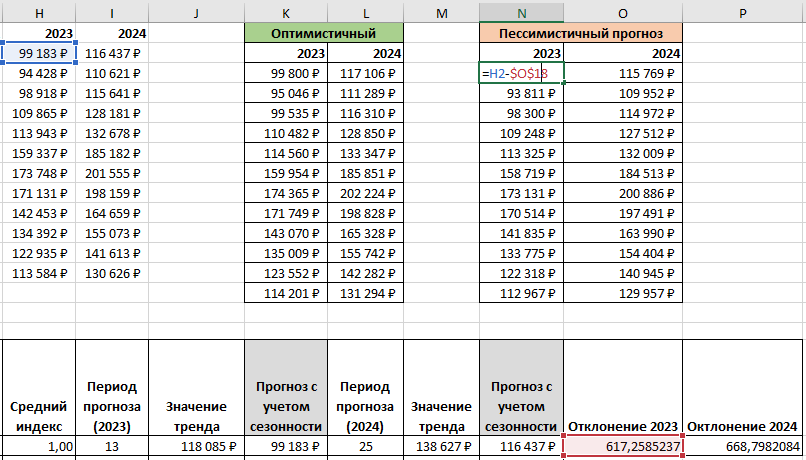 H I J K L M N O P
2023 2024 Оптимистичный Пессимистичный прогноз
99 183 ₽ 116 437 ₽ 2023 2024 2023 2024
94 428 ₽ 110 621 ₽ 99 800 ₽ 117 106 ₽ =H2-$O$18 115 769 ₽
98 918 ₽ 115 641 ₽ 95 046 ₽ 111 289 ₽ 93 811 ₽ 109 952 ₽
109 865 ₽ 128 181 ₽ 99 535 ₽ 116 310 ₽ 98 300 ₽ 114 972 ₽
113 943 ₽ 132 678 ₽ 110 482 ₽ 128 850 ₽ 109 248 ₽ 127 512 ₽
159 337 ₽ 185 182 ₽ 114 560 ₽ 133 347 ₽ 113 325 ₽ 132 009 ₽
173 748 ₽ 201 555 ₽ 159 954 ₽ 185 851 ₽ 158 719 ₽ 184 513 ₽
171 131 ₽ 198 159 ₽ 174 365 ₽ 202 224 ₽ 173 131 ₽ 200 886 ₽
142 453 ₽ 164 659 ₽ 171 749 ₽ 198 828 ₽ 170 514 ₽ 197 491 ₽
134 392 ₽ 155 073 ₽ 143 070 ₽ 165 328 ₽ 141 835 ₽ 163 990 ₽
122 935 ₽ 141 613 ₽ 135 009 ₽ 155 742 ₽ 133 775 ₽ 154 404 ₽
113 584 ₽ 130 626 ₽ 123 552 ₽ 142 282 ₽ 122 318 ₽ 140 945 ₽
114 201 ₽ 131 294 ₽ 112 967 ₽ 129 957 ₽
Период Прогноз с Период Прогноз с
Средний прогноза Значение учетом прогноза Значение учетом
индекс (2023) тренда сезонности (2024) тренда сезонности Отклонение 2023 Октлонение 2024
1,00 13 118 085 ₽ 99 183 ₽ 25 138 627 ₽ 116 437 ₽ 617,2585237 668,7982084